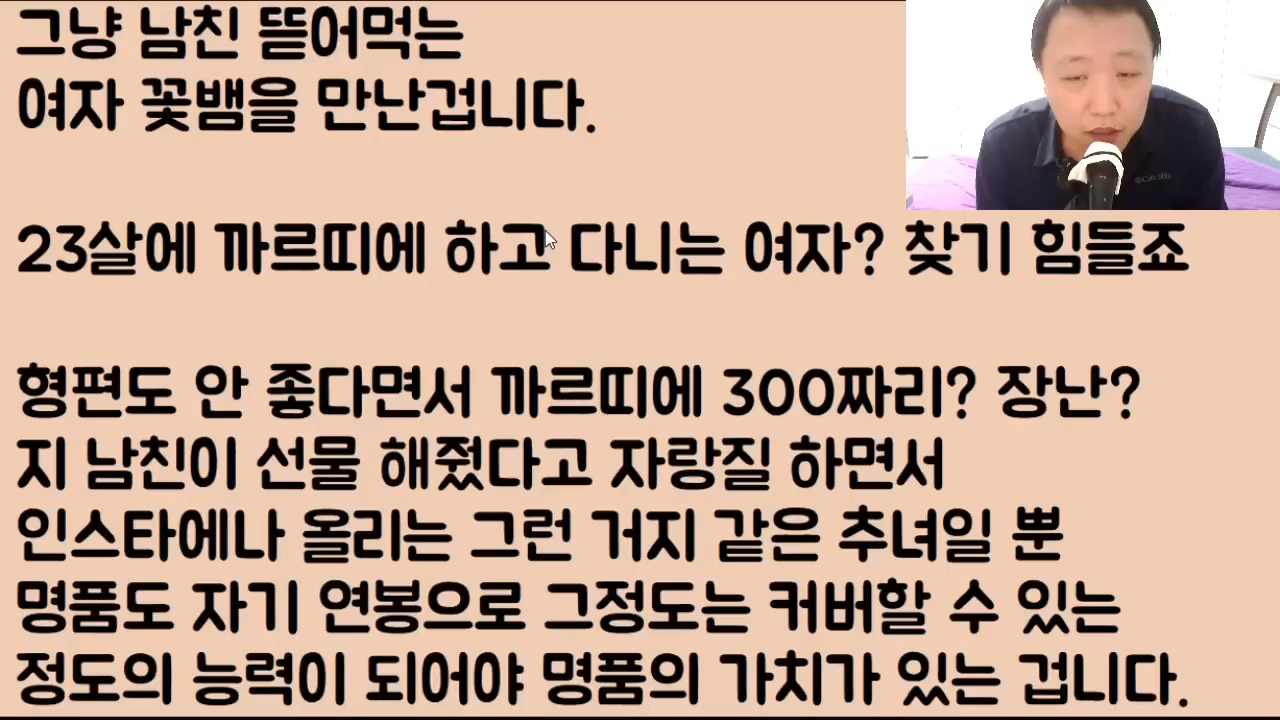 그냥 남친 뜯어먹는
여자 꽃뱀을 만난겁니다.
23살에 까르띠에 하고 다니는 여자? 찾기 힘들죠
형편도 안 좋다면서 까르띠에 300짜리? 장난?
지 남친이 선물 해줬다고 자랑질 하면서
인스타에나 올리는 그런 거지 같은 추녀일 뿐
명품도 자기 연봉으로 그정도는 커버할 수 있는
정도의 능력이 되어야 명품의 가치가 있는 겁니다.
Columbia